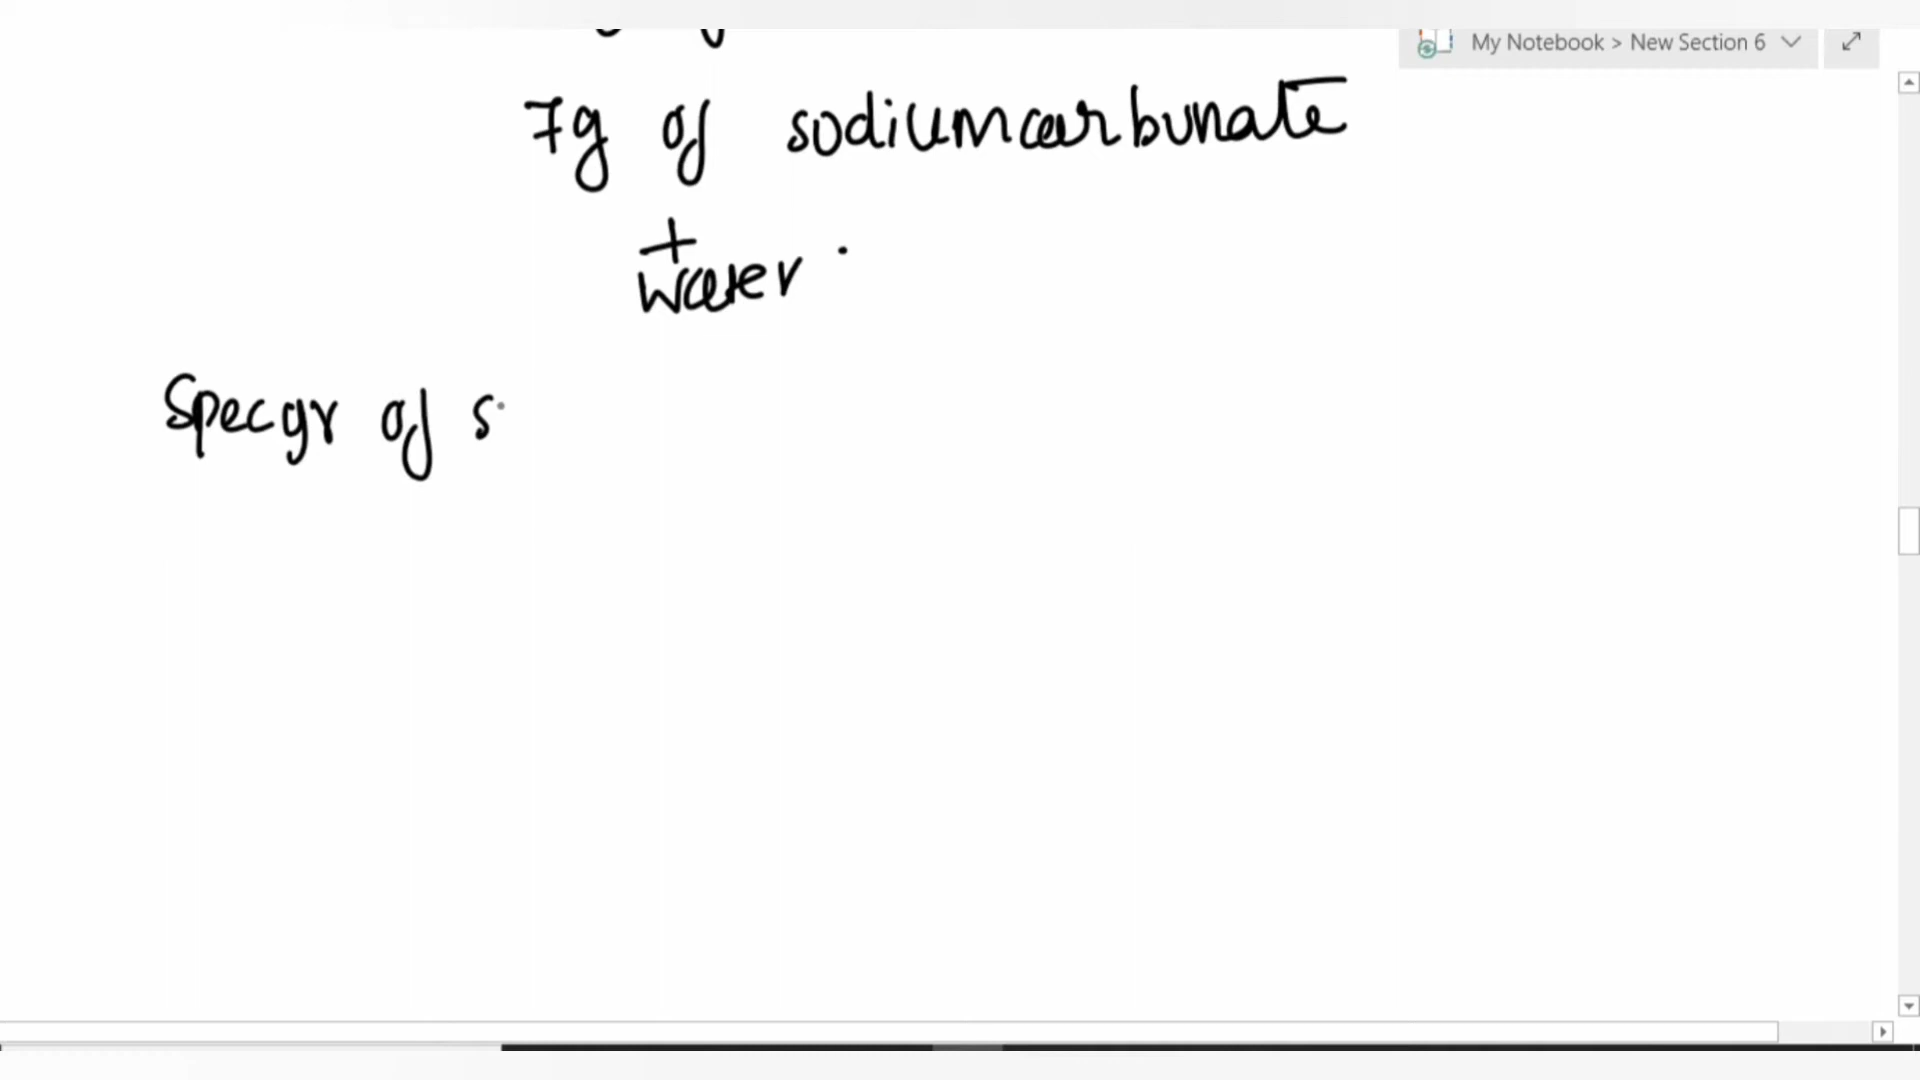 My Notebook > New Section 6
7g of sodiumcarbunate
+
water .
Specgr of s